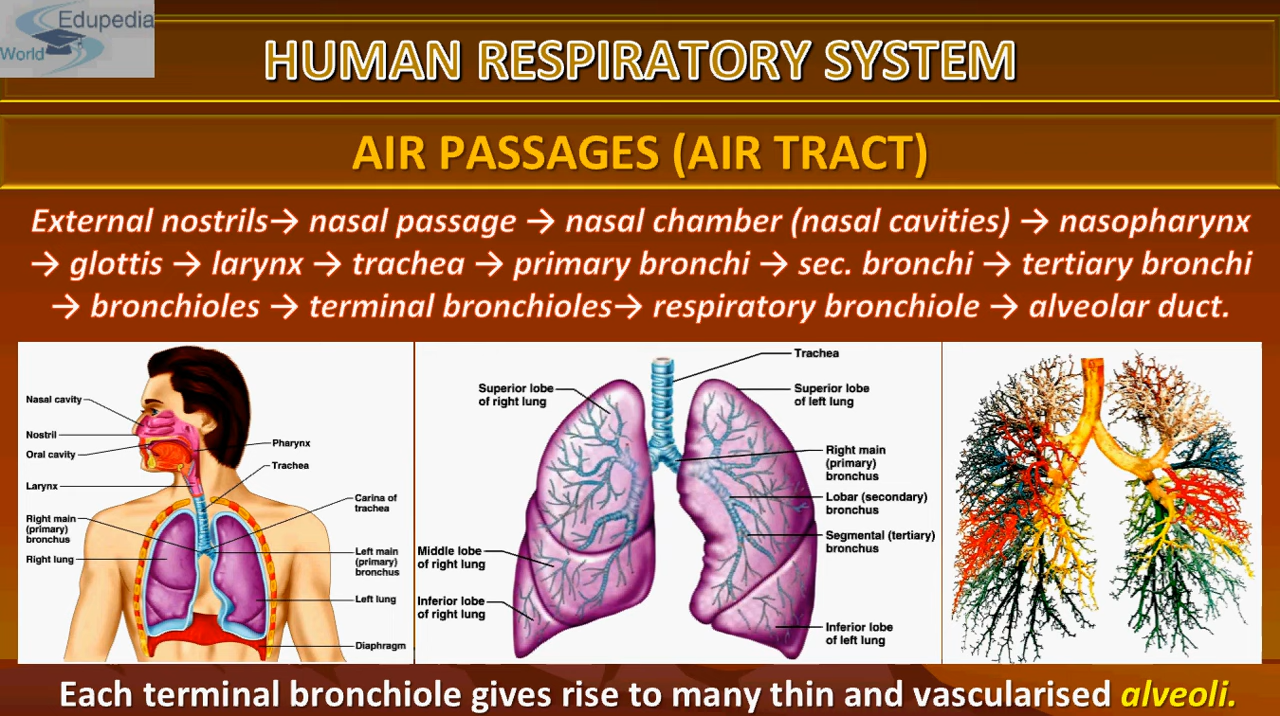 Edupedia
World
HUMAN RESPIRATORY SYSTEM
AIR PASSAGES (AIR TRACT)
External nostrils→ nasal passage → nasal chamber (nasal cavities) → nasopharynx
→ glottis → larynx → trachea → primary bronchi → sec. bronchi → tertiary bronchi
→ bronchioles → terminal bronchioles→ respiratory bronchiole → alveolar duct.
Nasal cavity
Nostril
Oral cavity
Larynx
Right main
(primary)
bronchus
Right lung
Pharynx
Trachea
Carina of
trachea
Left main
(primary)
bronchus
Left lung
Diaphragm
Superior lobe
of right lung
Middle lobe
of right lung
Inferior lobe
of right lung
Trachea
Superior lobe
of left lung
Right main
(primary)
bronchus
Lobar (secondary)
bronchus
Segmental (tertiary)
bronchus
Inferior lobe
of left lung
Each terminal bronchiole gives rise to many thin and vascularised alveoli.